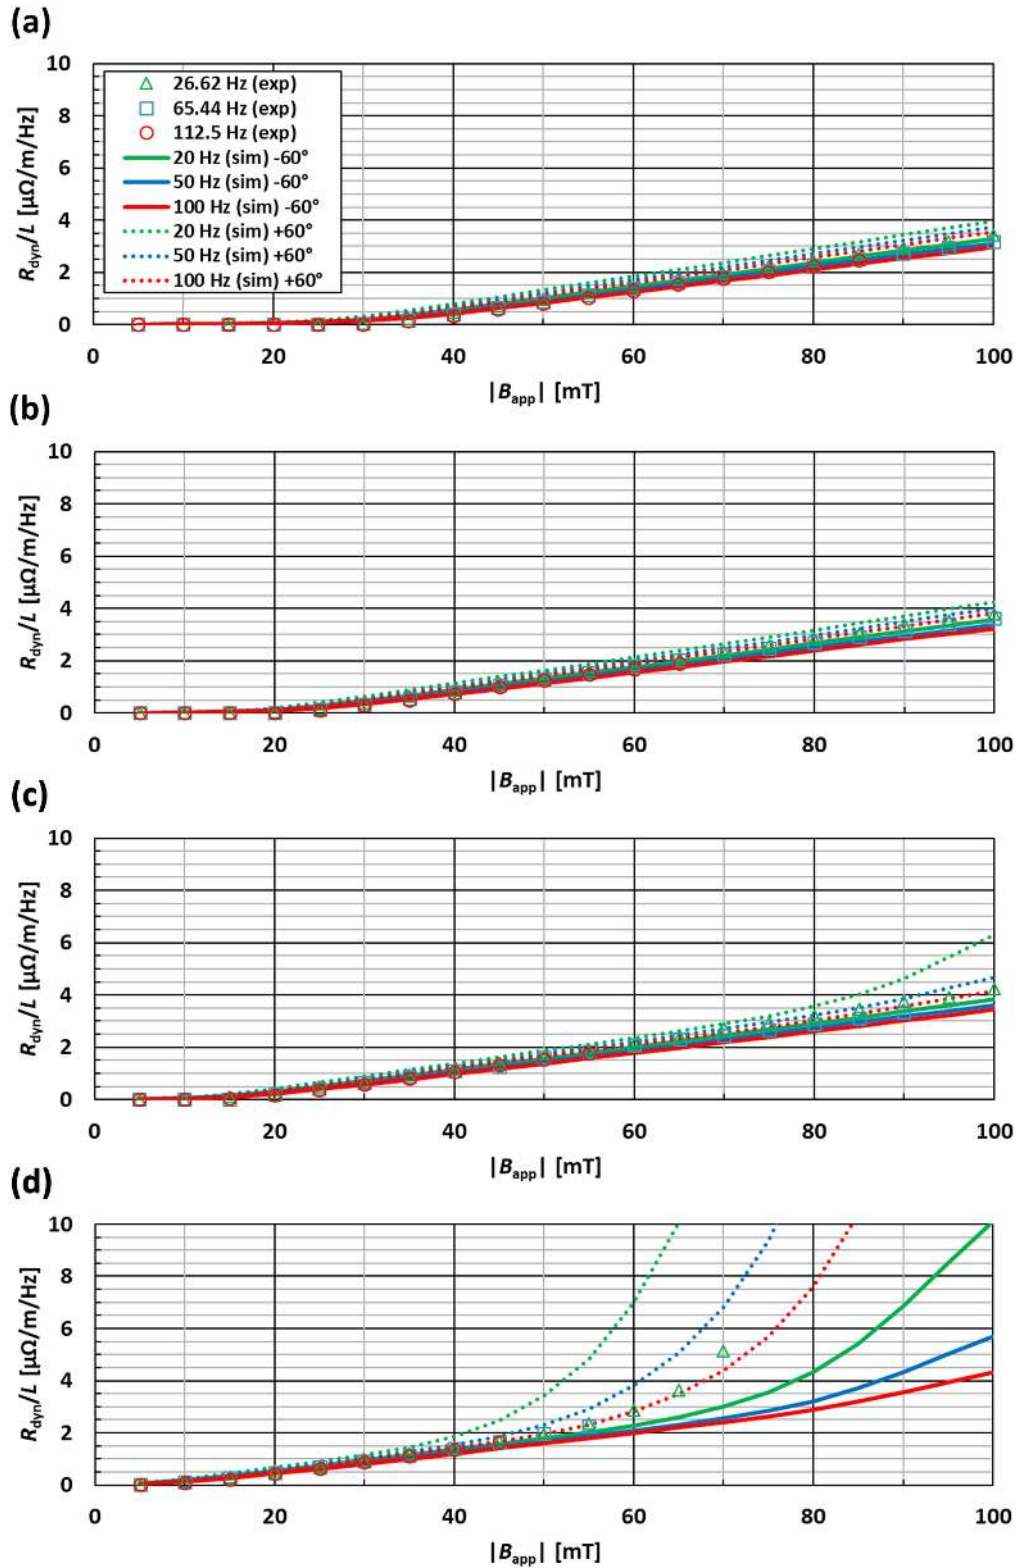 (a)
R_dyn/L [μΩ/m/Hz]
10
8
6
4
2
0
26.62 Hz (exp)
65.44 Hz (exp)
112.5 Hz (exp)
20 Hz (sim) -60°
50 Hz (sim) -60°
100 Hz (sim) -60°
20 Hz (sim) +60°
50 Hz (sim) +60°
100 Hz (sim) +60°
0 20 40 60 80 100
|B_app| [mT]
(b)
R_dyn/L [μΩ/m/Hz]
10
8
6
4
2
0
0 20 40 60 80 100
|B_app| [mT]
(c)
R_dyn/L [μΩ/m/Hz]
10
8
6
4
2
0
0 20 40 60 80 100
|B_app| [mT]
(d)
R_dyn/L [μΩ/m/Hz]
10
8
6
4
2
0
0 20 40 60 80 100
|B_app| [mT]